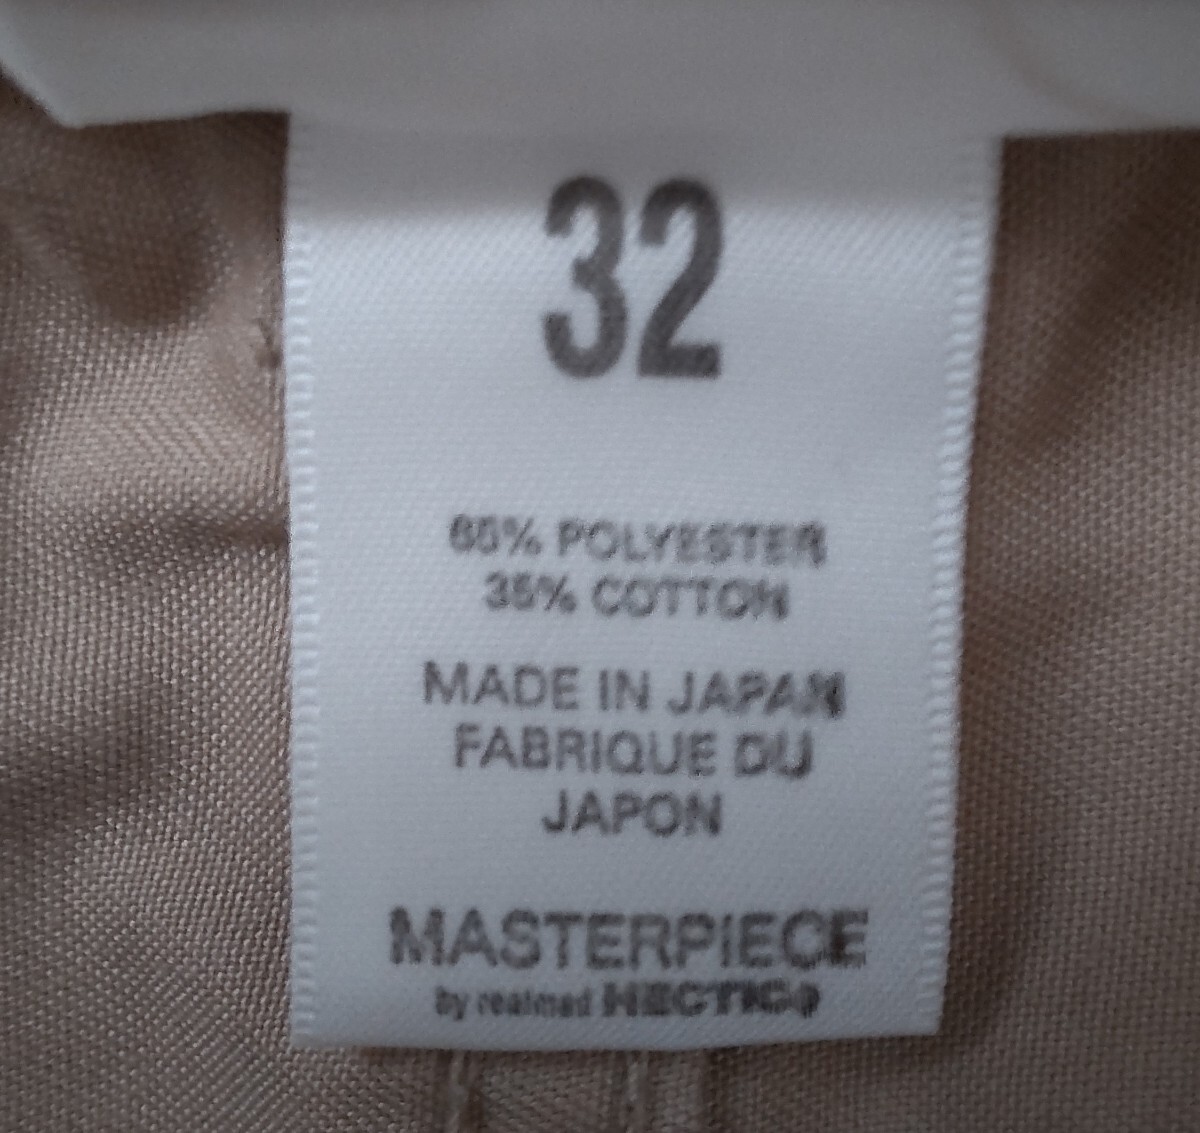 32
65% POLYESTER
35% COTTON
MADE IN JAPAN
FABRIQUE DU
JAPON
MASTERPIECE
by realmad HECTIC